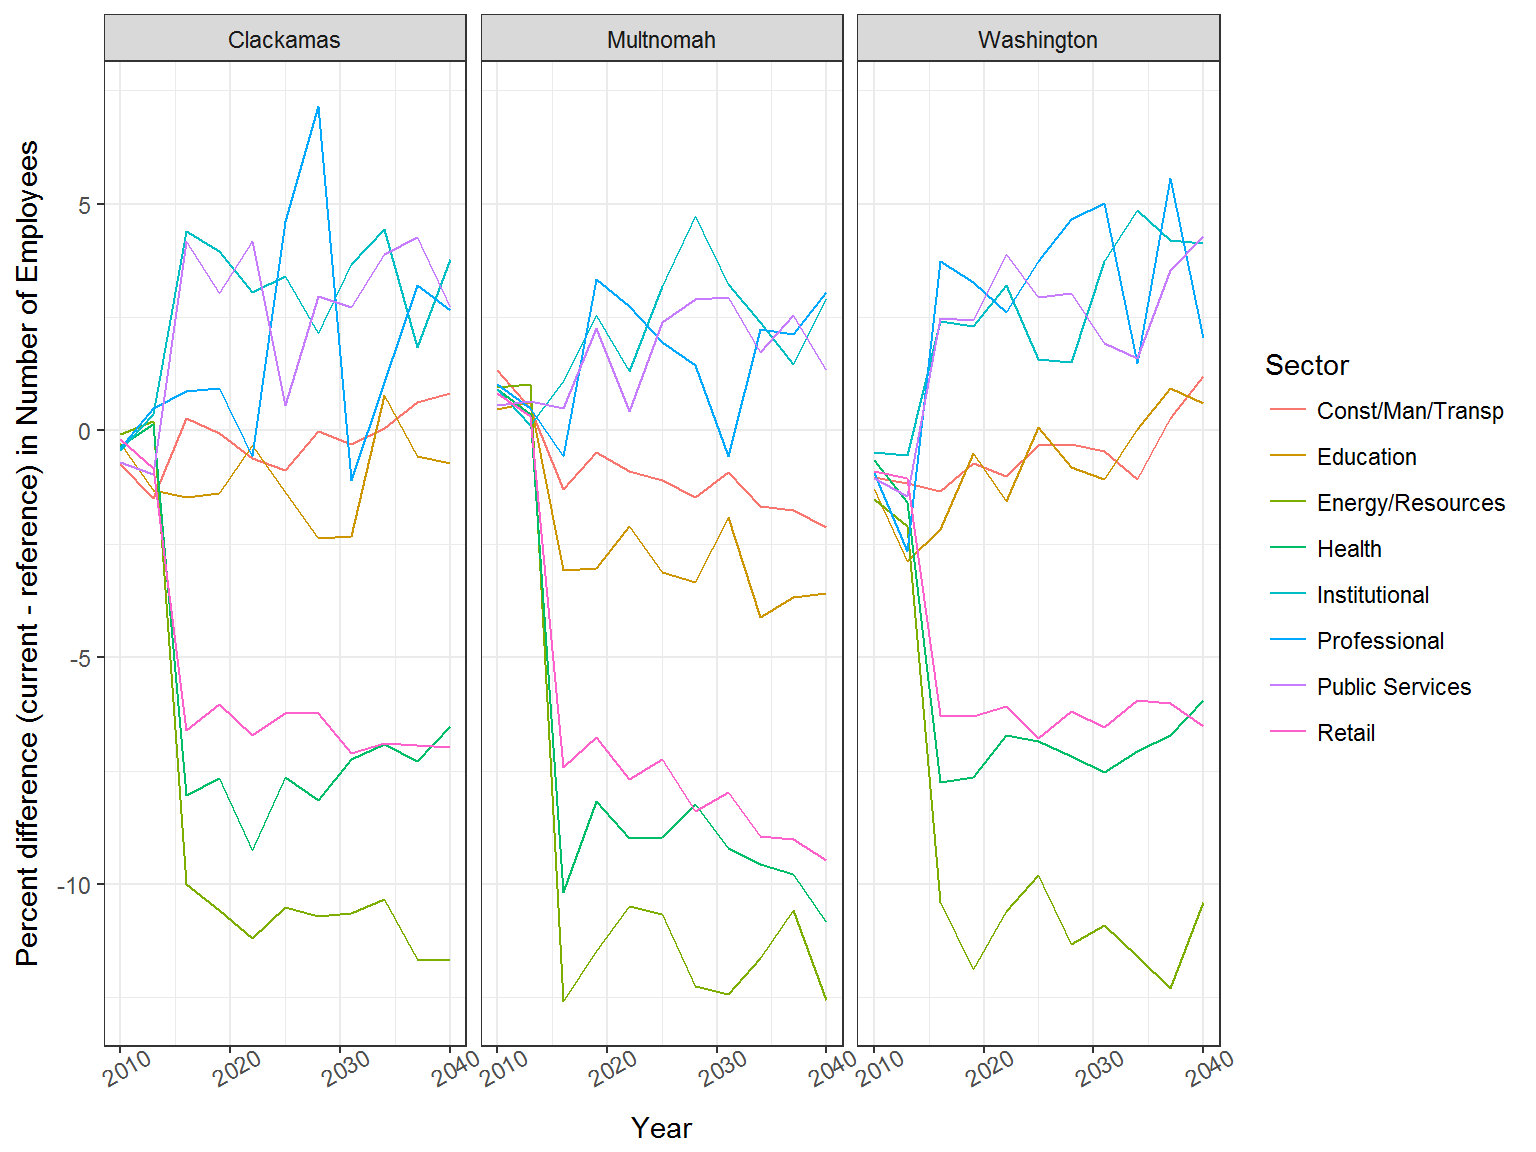 Clackamas
Multnomah
Washington
Percent difference (current - reference) in Number of Employees
5
0
-5
-10
2010
2020
2030
2040
2010
2020
2030
2040
2010
2020
2030
2040
Year
Sector
Const/Man/Transp
Education
Energy/Resources
Health
Institutional
Professional
Public Services
Retail